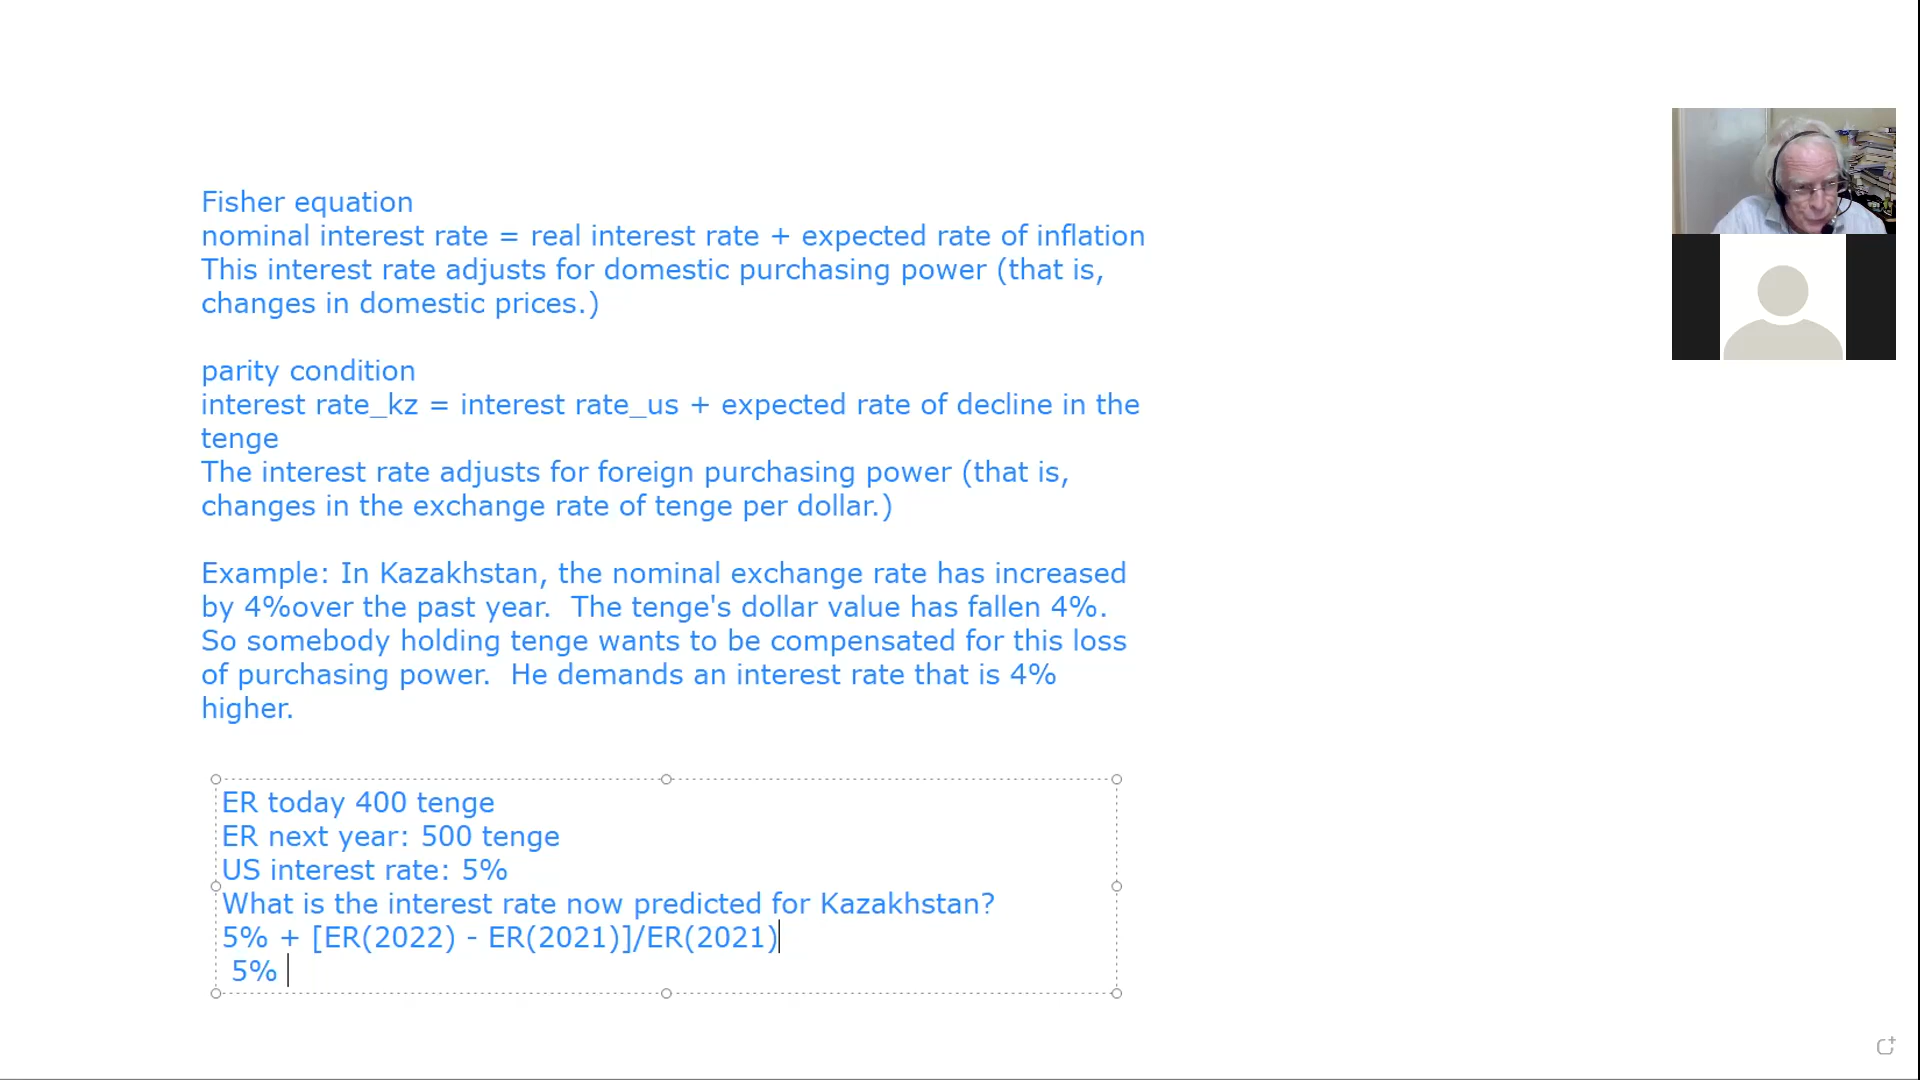 Fisher equation
nominal interest rate = real interest rate + expected rate of inflation
This interest rate adjusts for domestic purchasing power (that is,
changes in domestic prices.)
parity condition
interest rate_kz = interest rate_us + expected rate of decline in the
tenge
The interest rate adjusts for foreign purchasing power (that is,
changes in the exchange rate of tenge per dollar.)
Example: In Kazakhstan, the nominal exchange rate has increased
by 4%over the past year.  The tenge's dollar value has fallen 4%.
So somebody holding tenge wants to be compensated for this loss
of purchasing power.  He demands an interest rate that is 4%
higher.
ER today 400 tenge
ER next year: 500 tenge
US interest rate: 5%
What is the interest rate now predicted for Kazakhstan?
5% + [ER(2022) - ER(2021)]/ER(2021)
5%